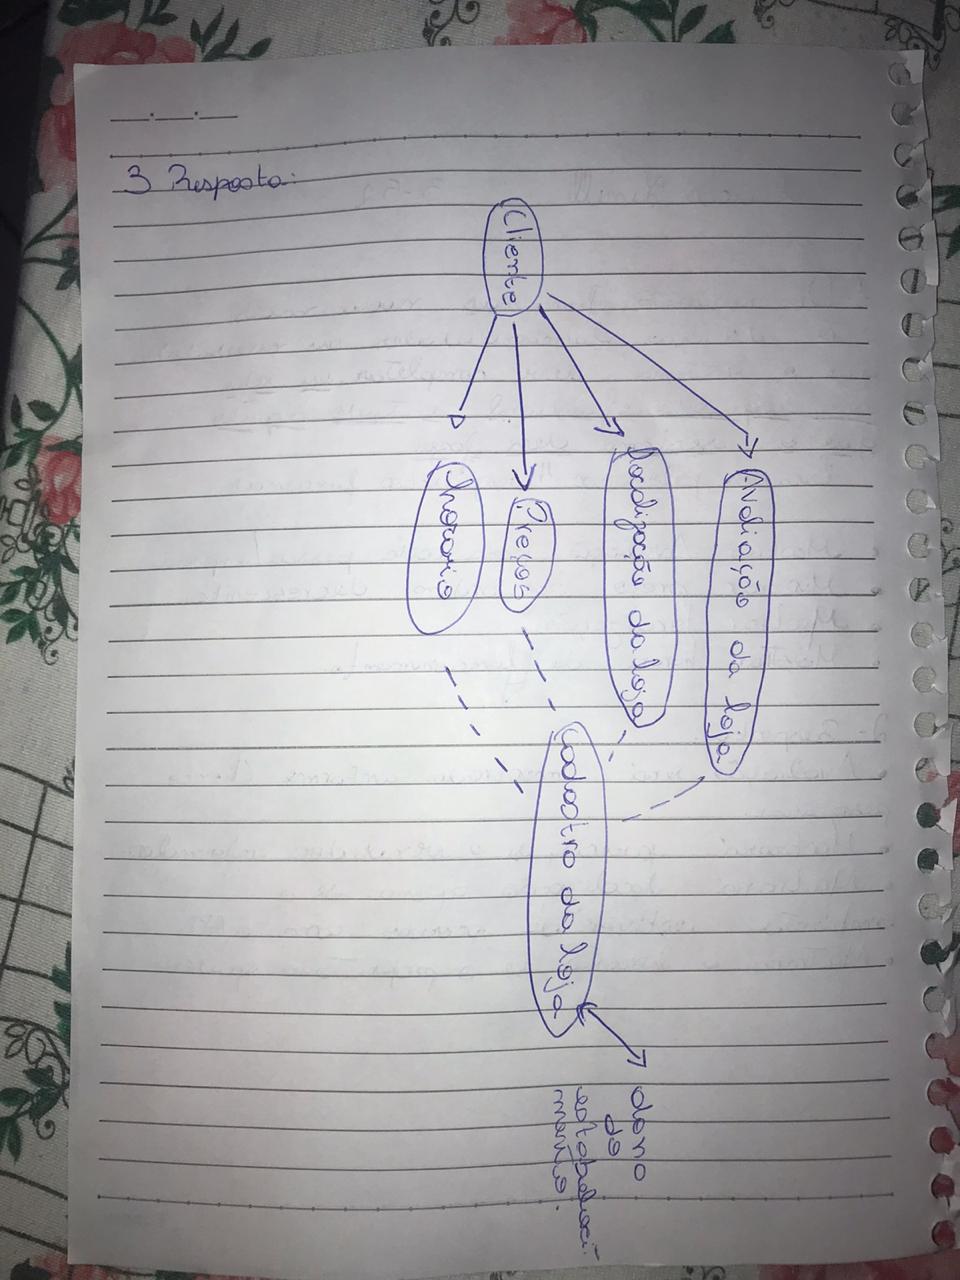 3 Resposta:
Cliente
Avaliação da loja
Localização da loja
Preços
Horário
Cadastro da loja
dono
do
estabeleci-
mento.